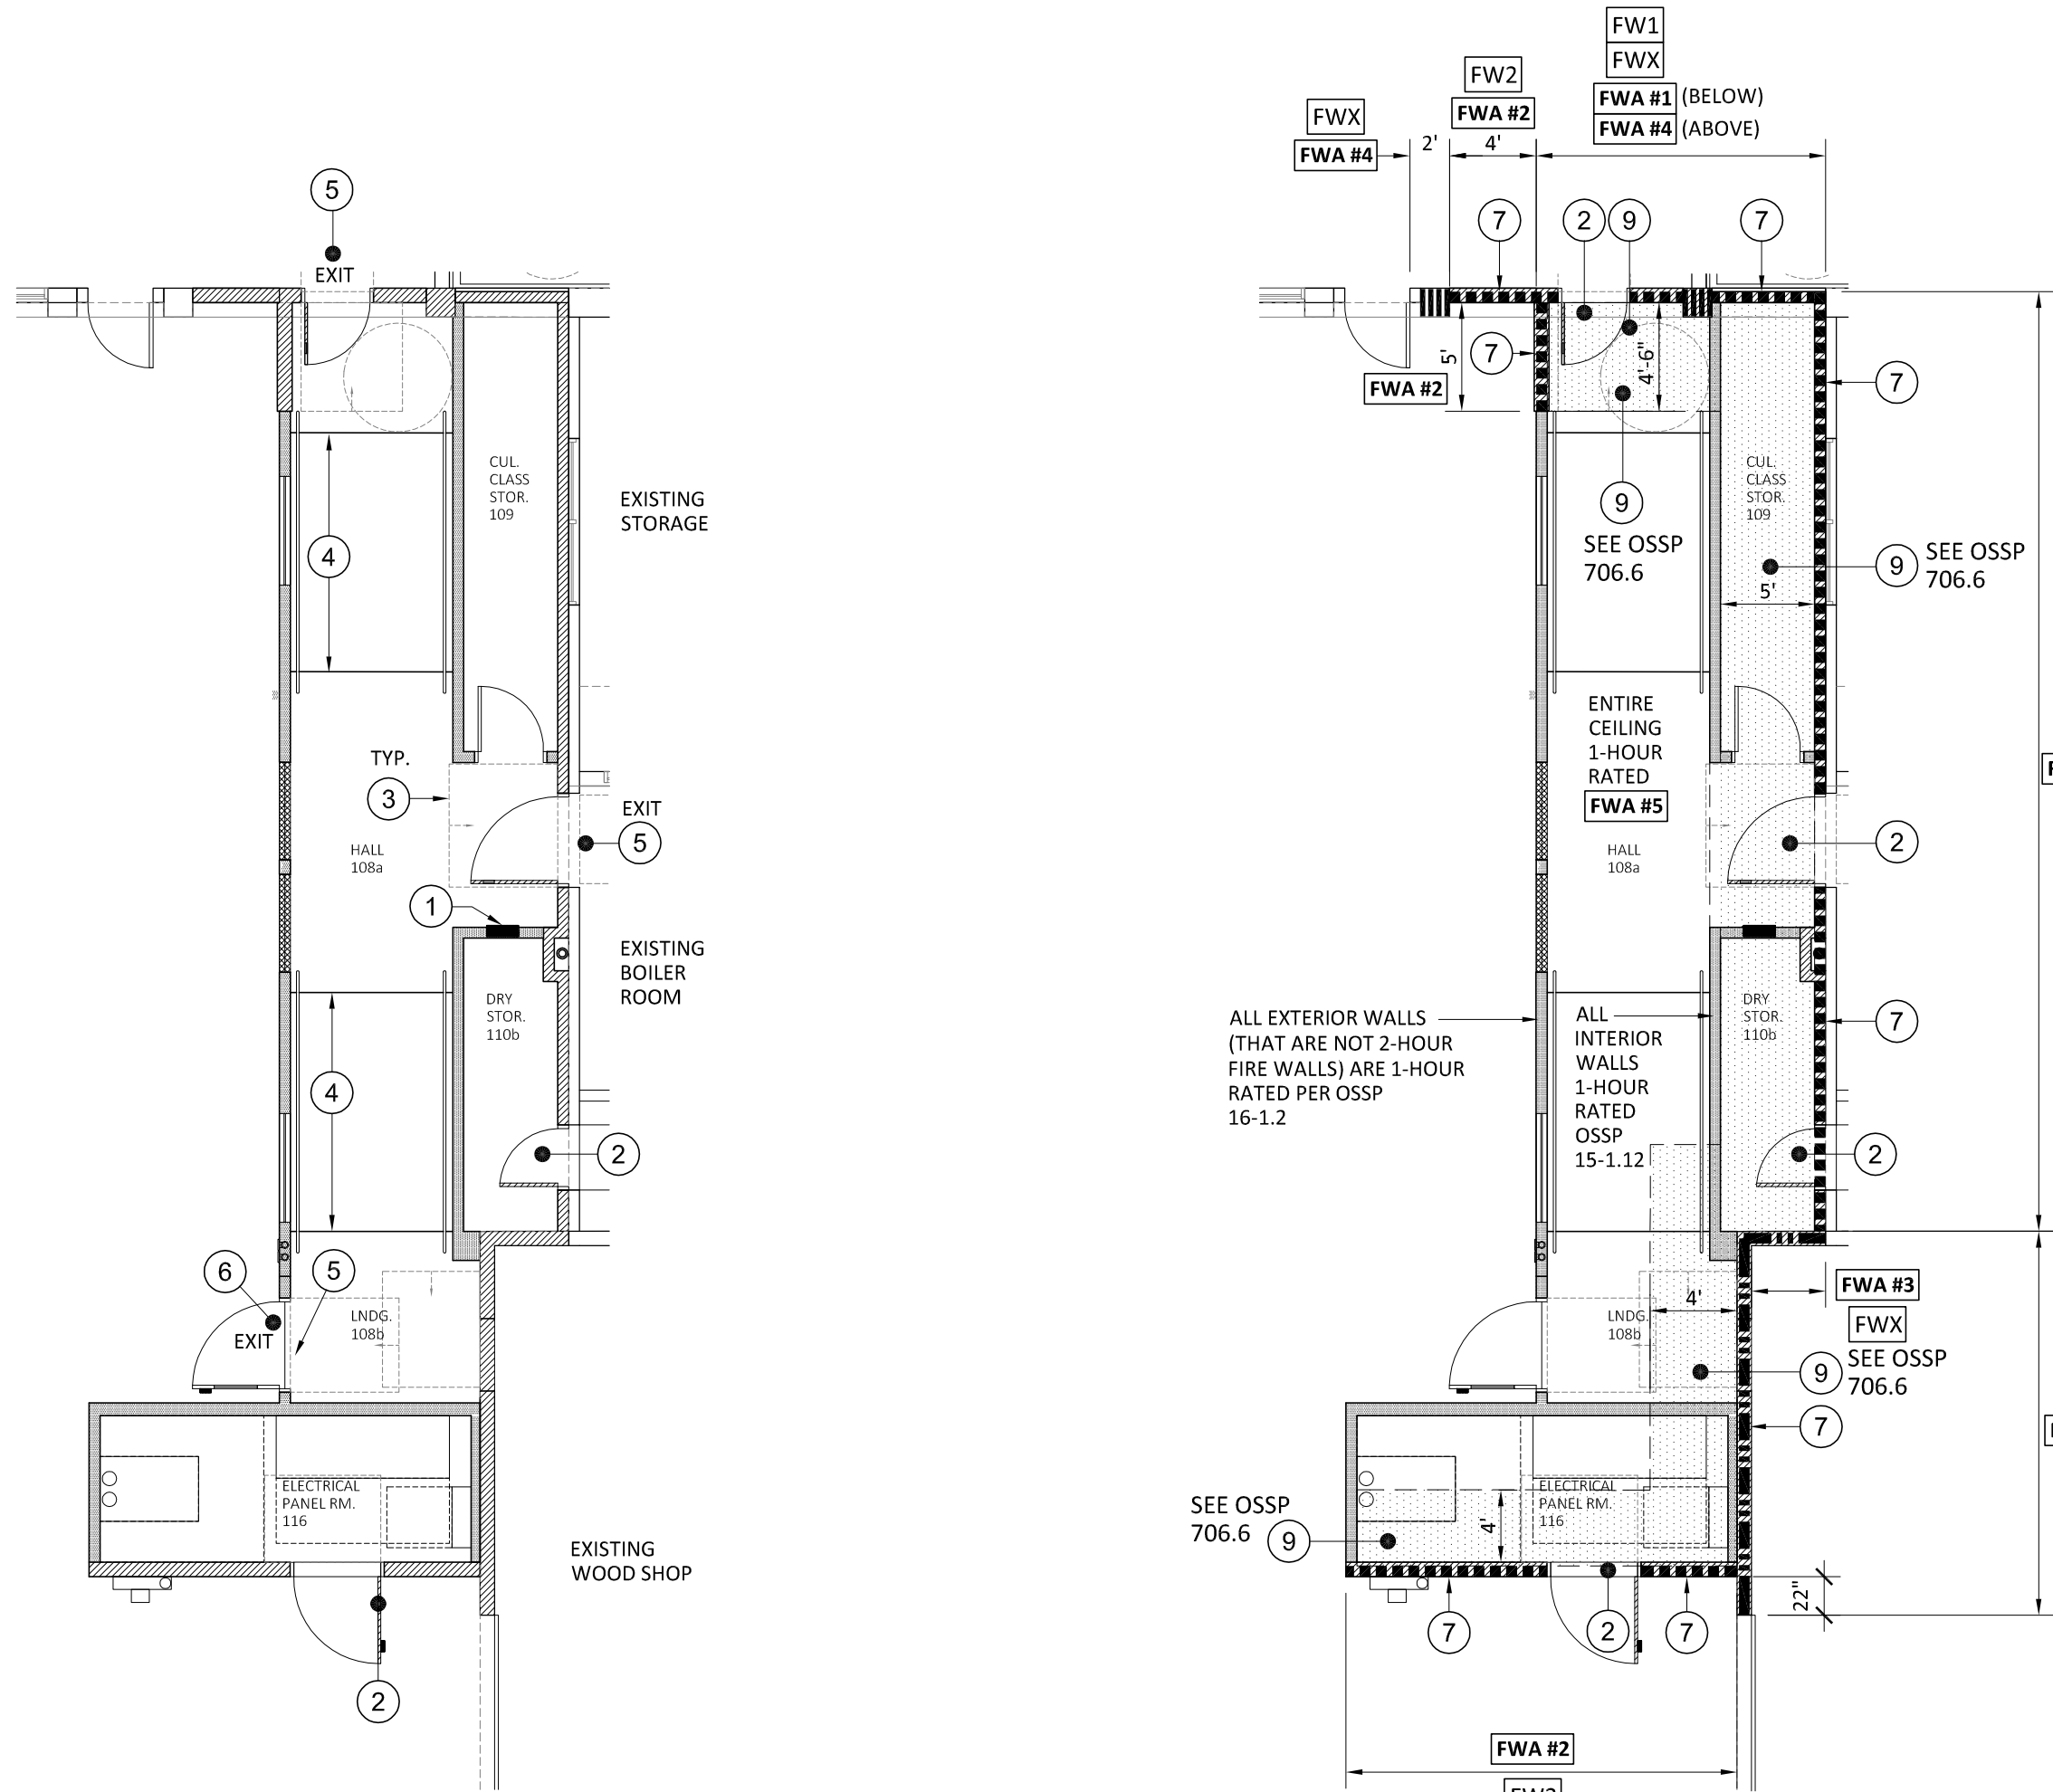 5
EXIT
4
CUL.
CLASS
STOR.
109
EXISTING
STORAGE
TYP.
3
EXIT
5
HALL
108a
1
EXISTING
BOILER
ROOM
DRY
STOR.
110b
4
2
6
5
EXIT
LNDG.
108b
ELECTRICAL
PANEL RM.
116
EXISTING
WOOD SHOP
2
FW1
FWX
FWA #1 (BELOW)
FWA #4 (ABOVE)
FW2
FWA #2
FWX
FWA #4
2'
4'
7
2
9
7
5'
7
4'-6"
FWA #2
7
9
SEE OSSP
706.6
CUL.
CLASS
STOR.
109
9
SEE OSSP
706.6
5'
ENTIRE
CEILING
1-HOUR
RATED
FWA #5
HALL
108a
2
ALL EXTERIOR WALLS
(THAT ARE NOT 2-HOUR
FIRE WALLS) ARE 1-HOUR
RATED PER OSSP
16-1.2
ALL
INTERIOR
WALLS
1-HOUR
RATED
OSSP
15-1.12
DRY
STOR.
110b
7
2
4'
LNDG.
108b
FWA #3
FWX
9
SEE OSSP
706.6
7
SEE OSSP
706.6
9
4'
ELECTRICAL
PANEL RM.
116
22"
7
2
7
FWA #2